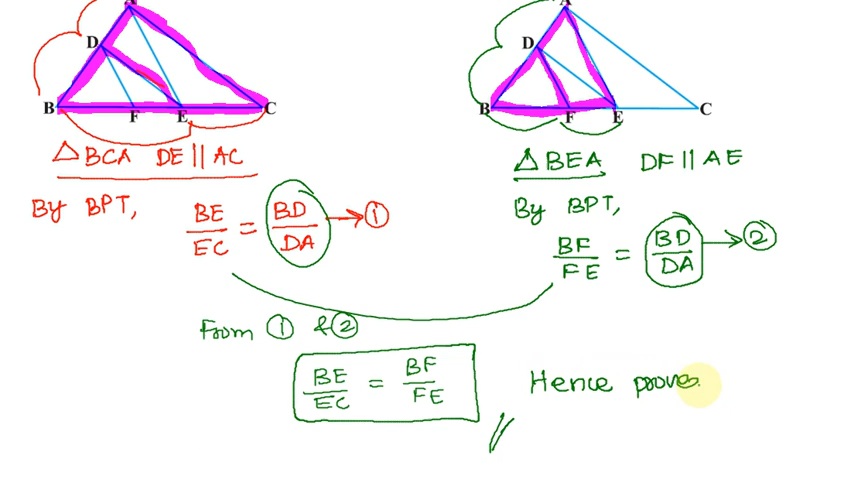 A
D
B F E C
△BCA DE || AC
By BPT,
BE/EC = BD/DA → ①
A
D
B F E C
△BEA DF || AE
By BPT,
BF/FE = BD/DA → ②
From ① & ②
BE/EC = BF/FE
Hence proved.